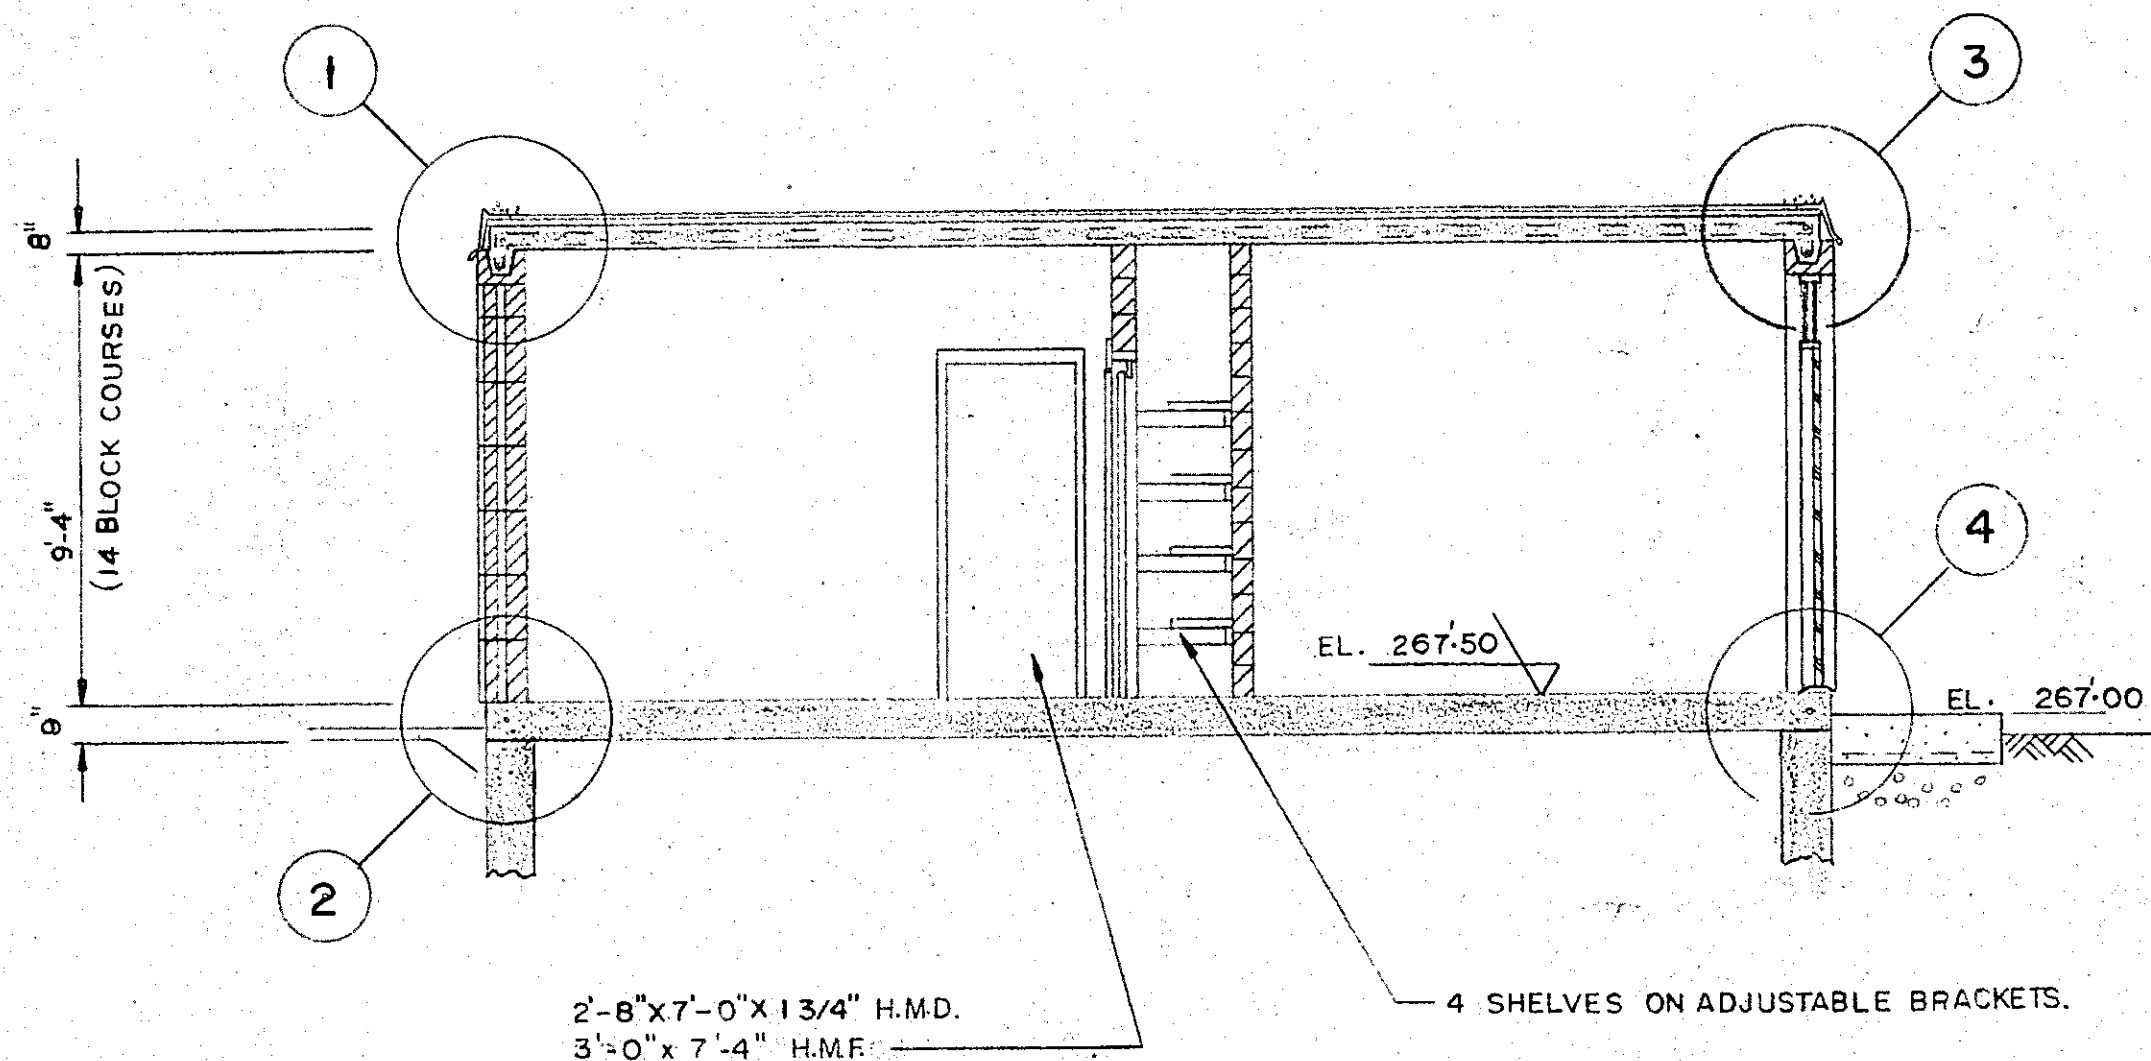 1
3
8"
9'-4"
(14 BLOCK COURSES)
9"
4
EL. 267'.50
EL. 267'.00
2
2'-8"X 7'-0"X 1 3/4" H.M.D.
3'-0"x 7'-4" H.M.F.
4 SHELVES ON ADJUSTABLE BRACKETS.